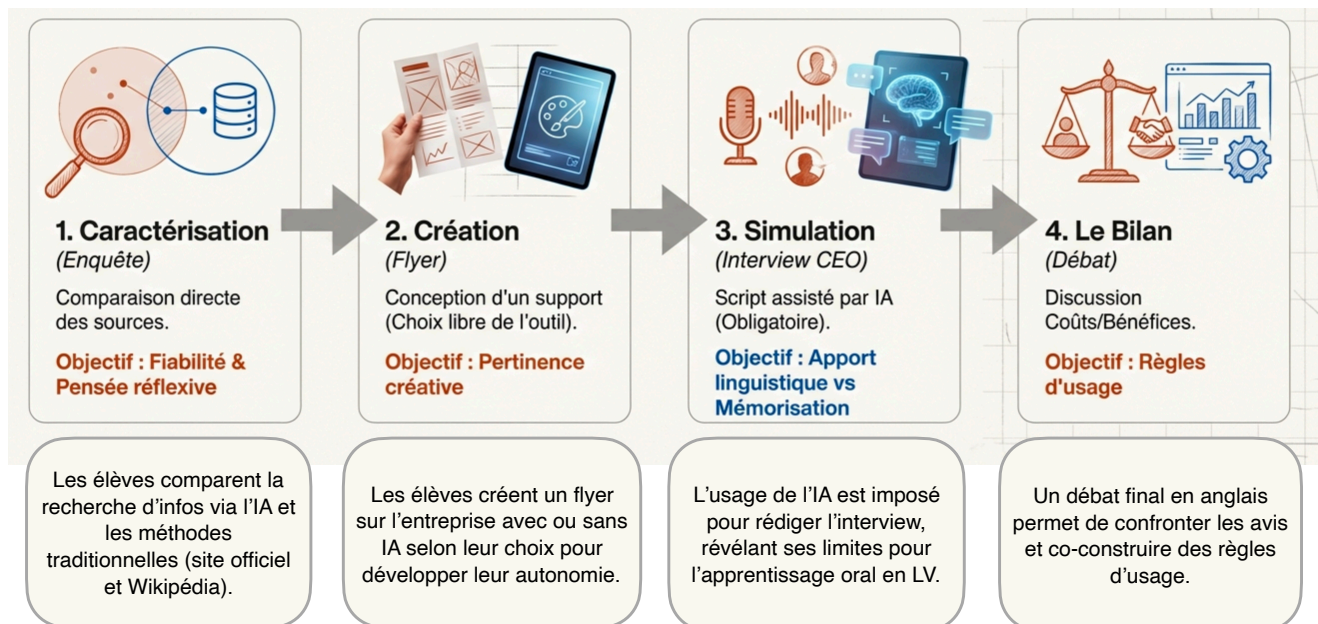 1. Caractérisation
(Enquête)
Comparaison directe
des sources.
Objectif : Fiabilité &
Pensée réflexive
2. Création
(Flyer)
Conception d'un support
(Choix libre de l'outil).
Objectif : Pertinence
créative
3. Simulation
(Interview CEO)
Script assisté par IA
(Obligatoire).
Objectif : Apport
linguistique vs
Mémorisation
4. Le Bilan
(Débat)
Discussion
Coûts/Bénéfices.
Objectif : Règles
d'usage
Les élèves comparent la
recherche d’infos via l’IA et
les méthodes
traditionnelles (site officiel
et Wikipédia).
Les élèves créent un flyer
sur l’entreprise avec ou sans
IA selon leur choix pour
développer leur autonomie.
L’usage de l’IA est imposé
pour rédiger l’interview,
révélant ses limites pour
l’apprentissage oral en LV.
Un débat final en anglais
permet de confronter les avis
et co-construire des règles
d’usage.